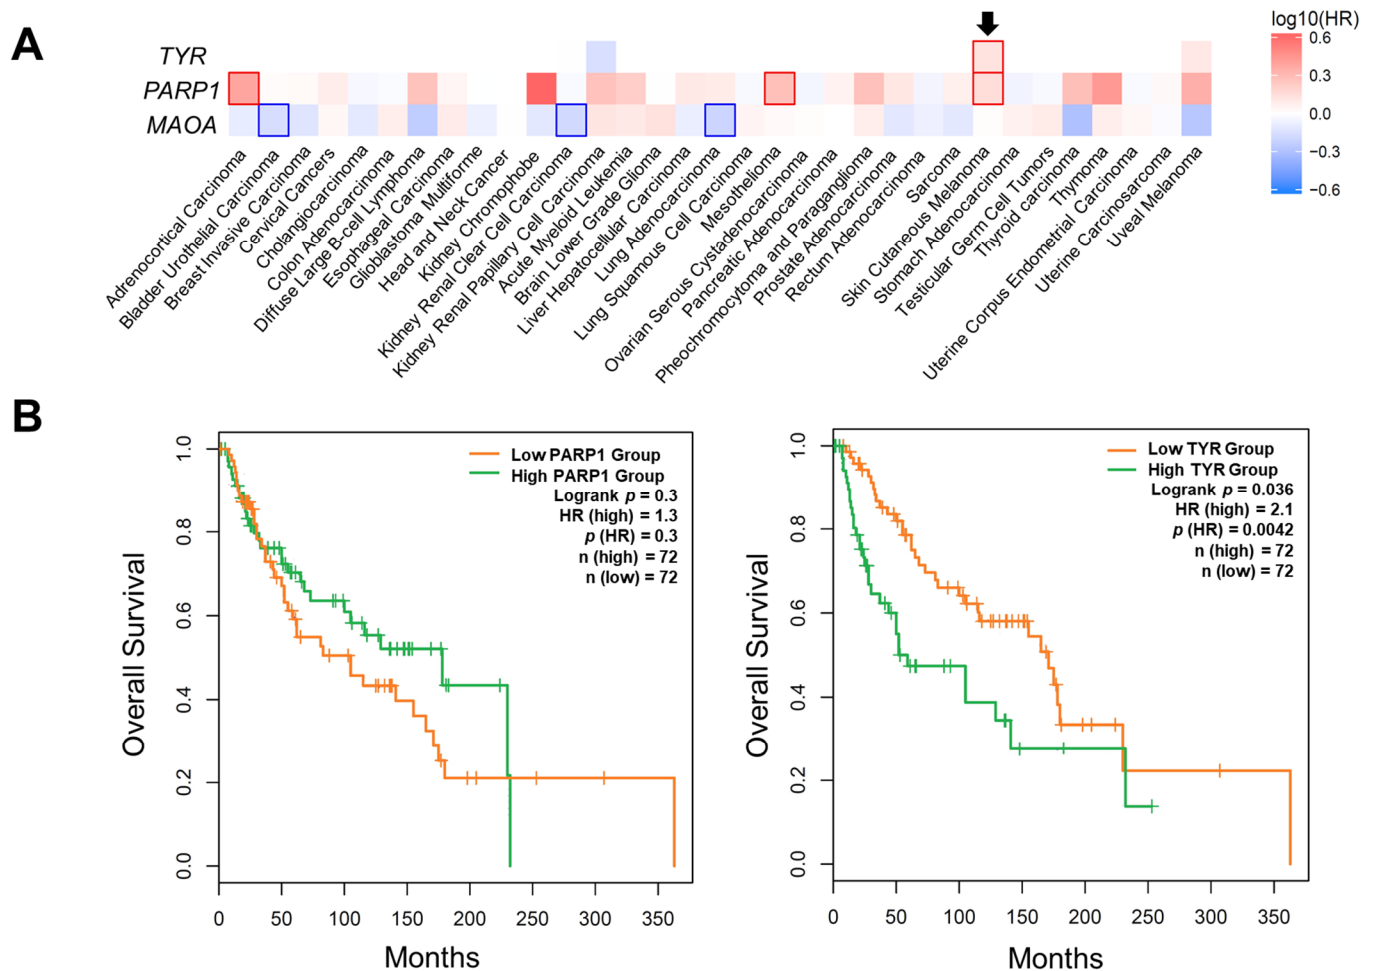 A
log10(HR)
TYR
PARP1
MAOA
0.6
0.3
0.0
−0.3
−0.6
Adrenocortical Carcinoma
Bladder Urothelial Carcinoma
Breast Invasive Carcinoma
Cervical Cancers
Cholangiocarcinoma
Colon Adenocarcinoma
Diffuse Large B-cell Lymphoma
Esophageal Carcinoma
Glioblastoma Multiforme
Head and Neck Cancer
Kidney Chromophobe
Kidney Renal Clear Cell Carcinoma
Kidney Renal Papillary Cell Carcinoma
Acute Myeloid Leukemia
Brain Lower Grade Glioma
Liver Hepatocellular Carcinoma
Lung Adenocarcinoma
Lung Squamous Cell Carcinoma
Mesothelioma
Ovarian Serous Cystadenocarcinoma
Pancreatic Adenocarcinoma
Pheochromocytoma and Paraganglioma
Prostate Adenocarcinoma
Rectum Adenocarcinoma
Sarcoma
Skin Cutaneous Melanoma
Stomach Adenocarcinoma
Testicular Germ Cell Tumors
Thyroid carcinoma
Thymoma
Uterine Corpus Endometrial Carcinoma
Uterine Carcinosarcoma
Uveal Melanoma
B
Overall Survival
1.0
0.8
0.6
0.4
0.2
0.0
Low PARP1 Group
High PARP1 Group
Logrank p = 0.3
HR (high) = 1.3
p (HR) = 0.3
n (high) = 72
n (low) = 72
0 50 100 150 200 250 300 350
Months
Overall Survival
1.0
0.8
0.6
0.4
0.2
0.0
Low TYR Group
High TYR Group
Logrank p = 0.036
HR (high) = 2.1
p (HR) = 0.0042
n (high) = 72
n (low) = 72
0 50 100 150 200 250 300 350
Months